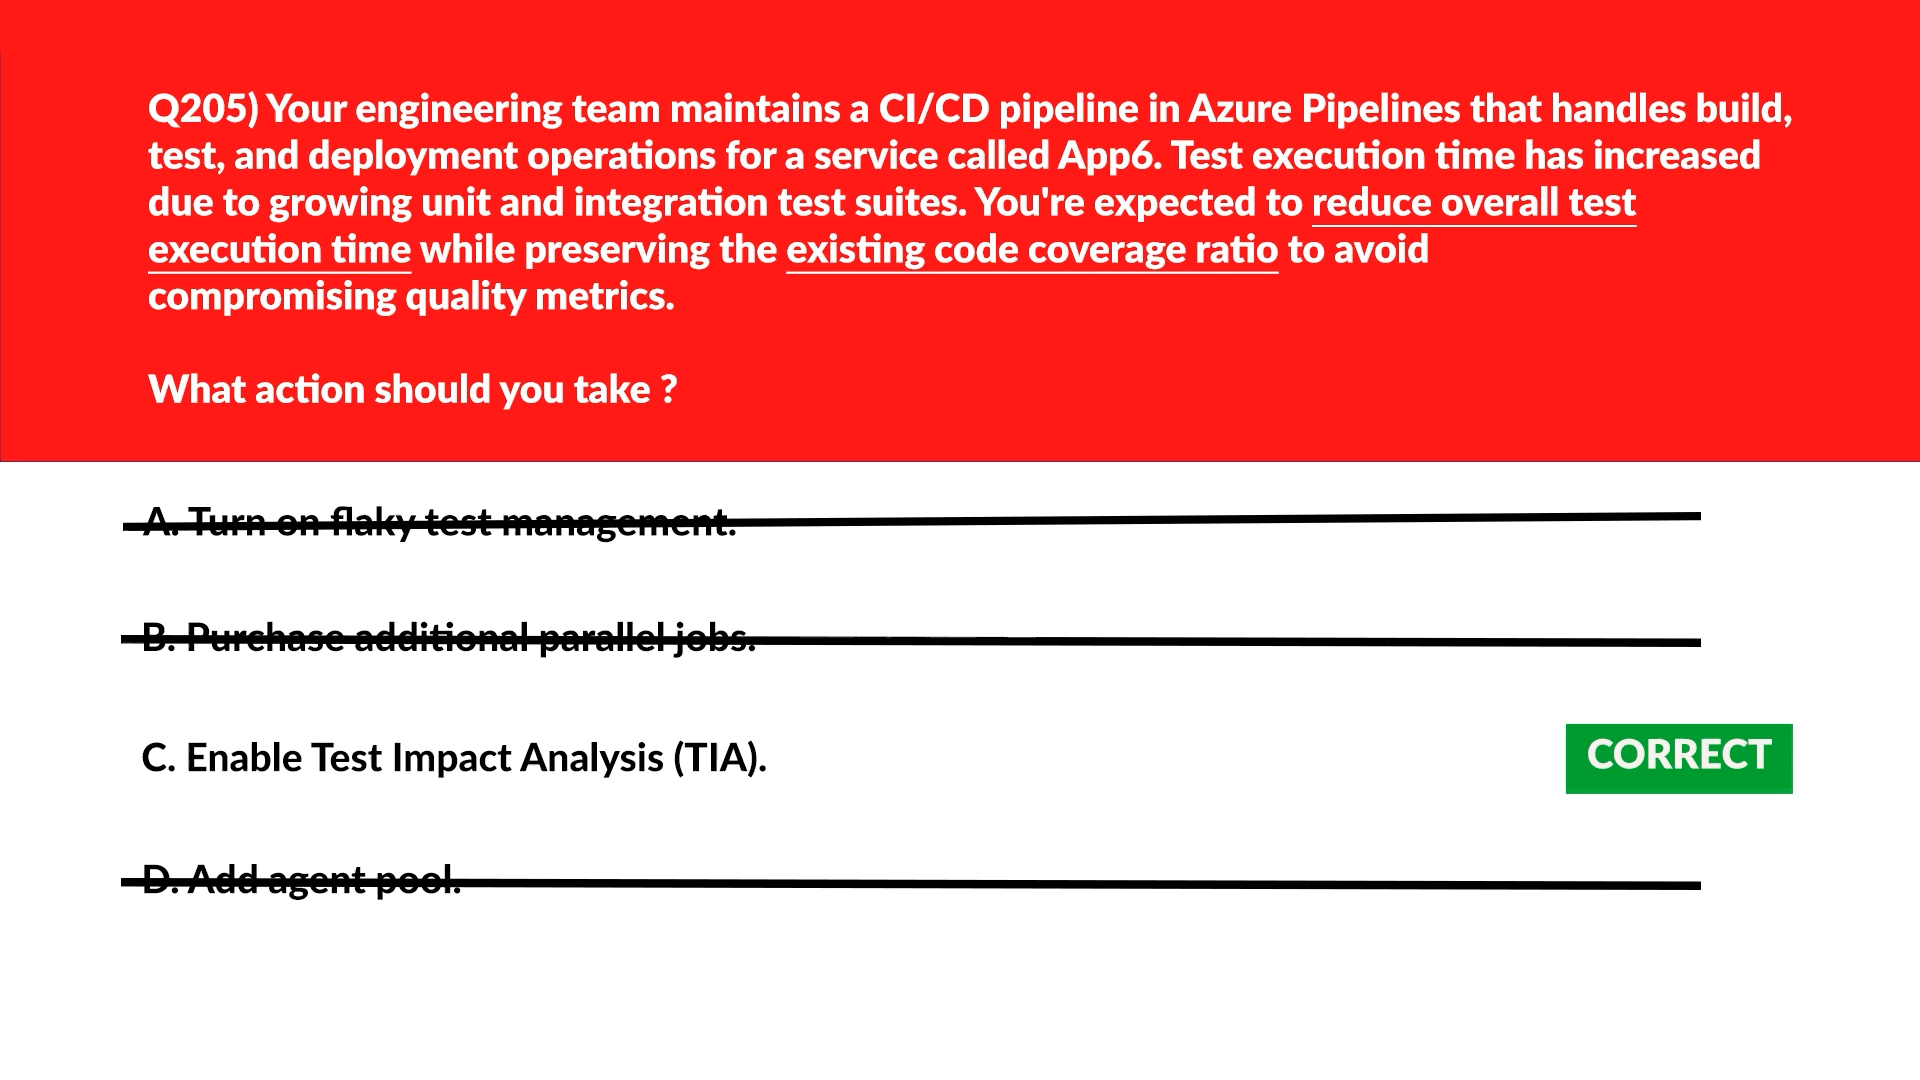 Q205) Your engineering team maintains a CI/CD pipeline in Azure Pipelines that handles build,
test, and deployment operations for a service called App6. Test execution time has increased
due to growing unit and integration test suites. You're expected to reduce overall test
execution time while preserving the existing code coverage ratio to avoid
compromising quality metrics.
What action should you take ?
A. Turn on flaky test management.
B. Purchase additional parallel jobs.
C. Enable Test Impact Analysis (TIA).
CORRECT
D. Add agent pool.